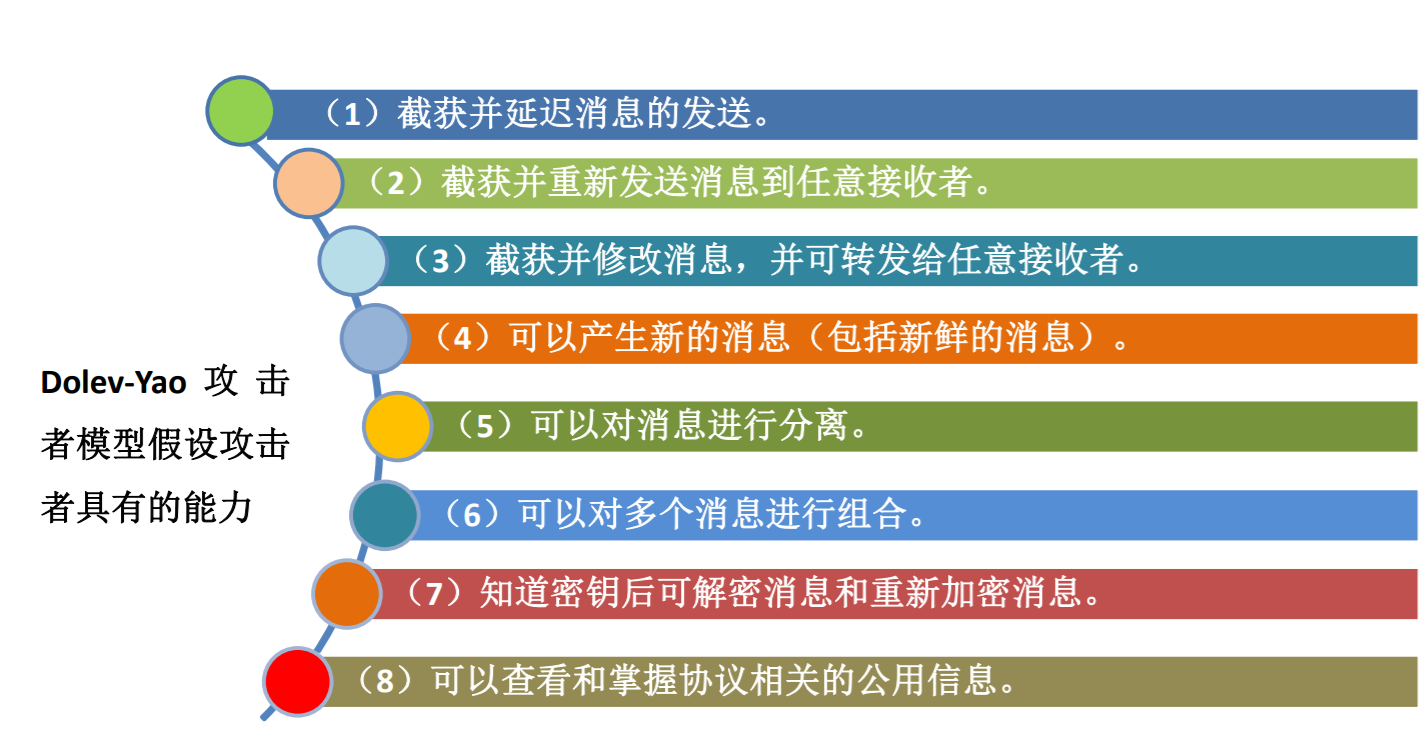 （1）截获并延迟消息的发送。
（2）截获并重新发送消息到任意接收者。
（3）截获并修改消息，并可转发给任意接收者。
（4）可以产生新的消息（包括新鲜的消息）。
Dolev-Yao 攻 击
者模型假设攻击
者具有的能力
（5）可以对消息进行分离。
（6）可以对多个消息进行组合。
（7）知道密钥后可解密消息和重新加密消息。
（8）可以查看和掌握协议相关的公用信息。